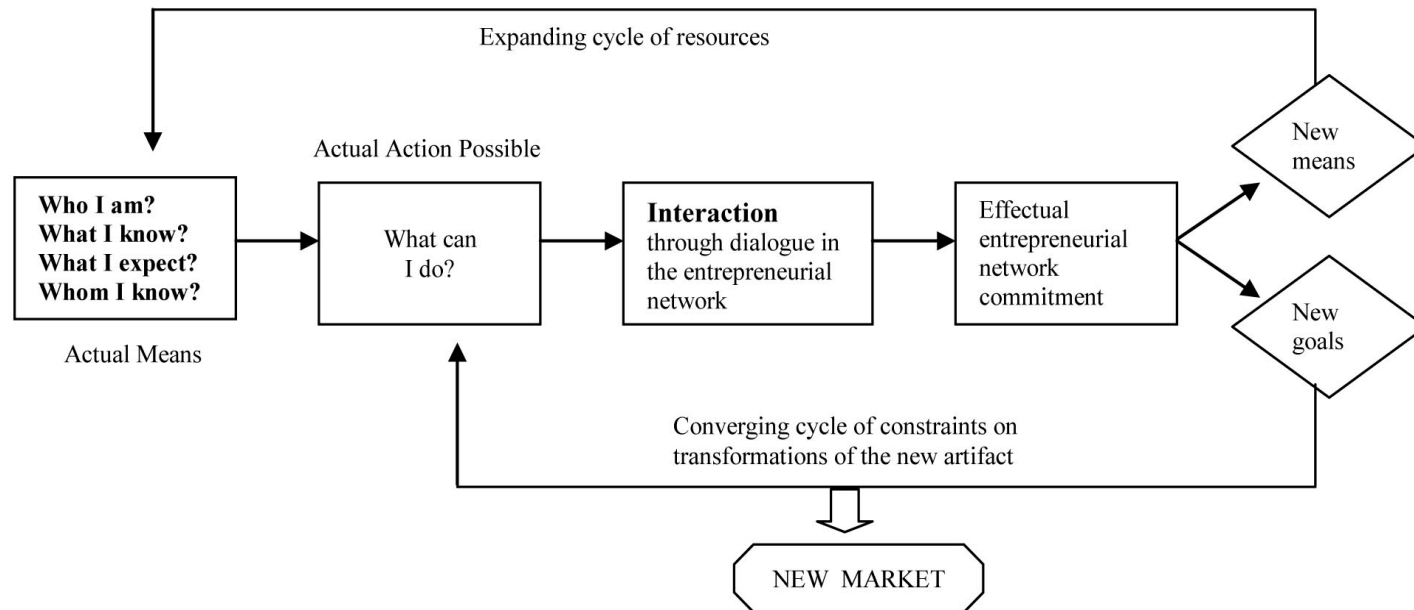 Expanding cycle of resources
New
means
Actual Action Possible
Who I am?
What I know?
What I expect?
Whom I know?
Actual Means
What can
I do?
Interaction
through dialogue in
the entrepreneurial
network
Effectual
entrepreneurial
network
commitment
New
goals
Converging cycle of constraints on
transformations of the new artifact
NEW MARKET